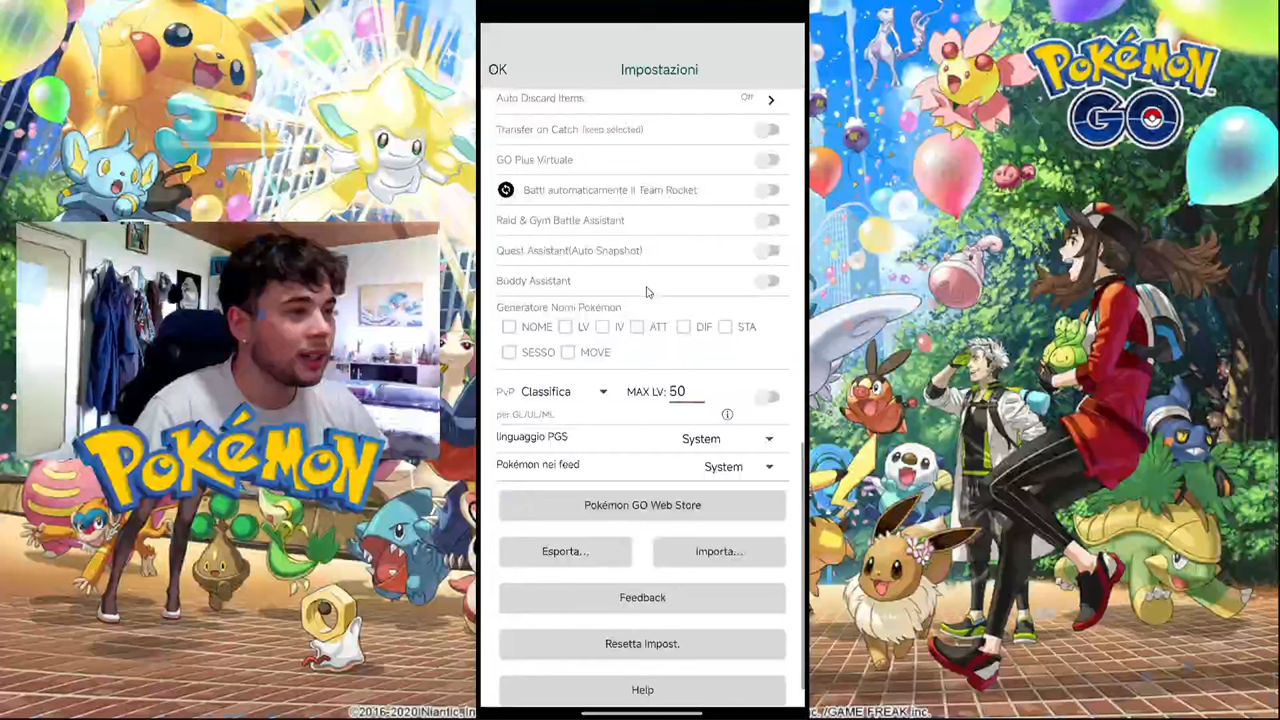 OK
Impostazioni
Auto Discard Items
Off
Transfer on Catch (keep selected)
GO Plus Virtuale
Batti automaticamente il Team Rocket
Raid & Gym Battle Assistant
Quest Assistant(Auto Snapshot)
Buddy Assistant
Generatore Nomi Pokémon
NOME LV IV ATT DIF STA
SESSO MOVE
PvP Classifica MAX LV: 50
per GL/UL/ML
linguaggio PGS System
Pokémon nei feed System
Pokémon GO Web Store
Esporta... Importa...
Feedback
Resetta Impost.
Help
POKÉMON
POKÉMON
GO
©2016-2020 Niantic, In
c. /GAME FREAK inc.